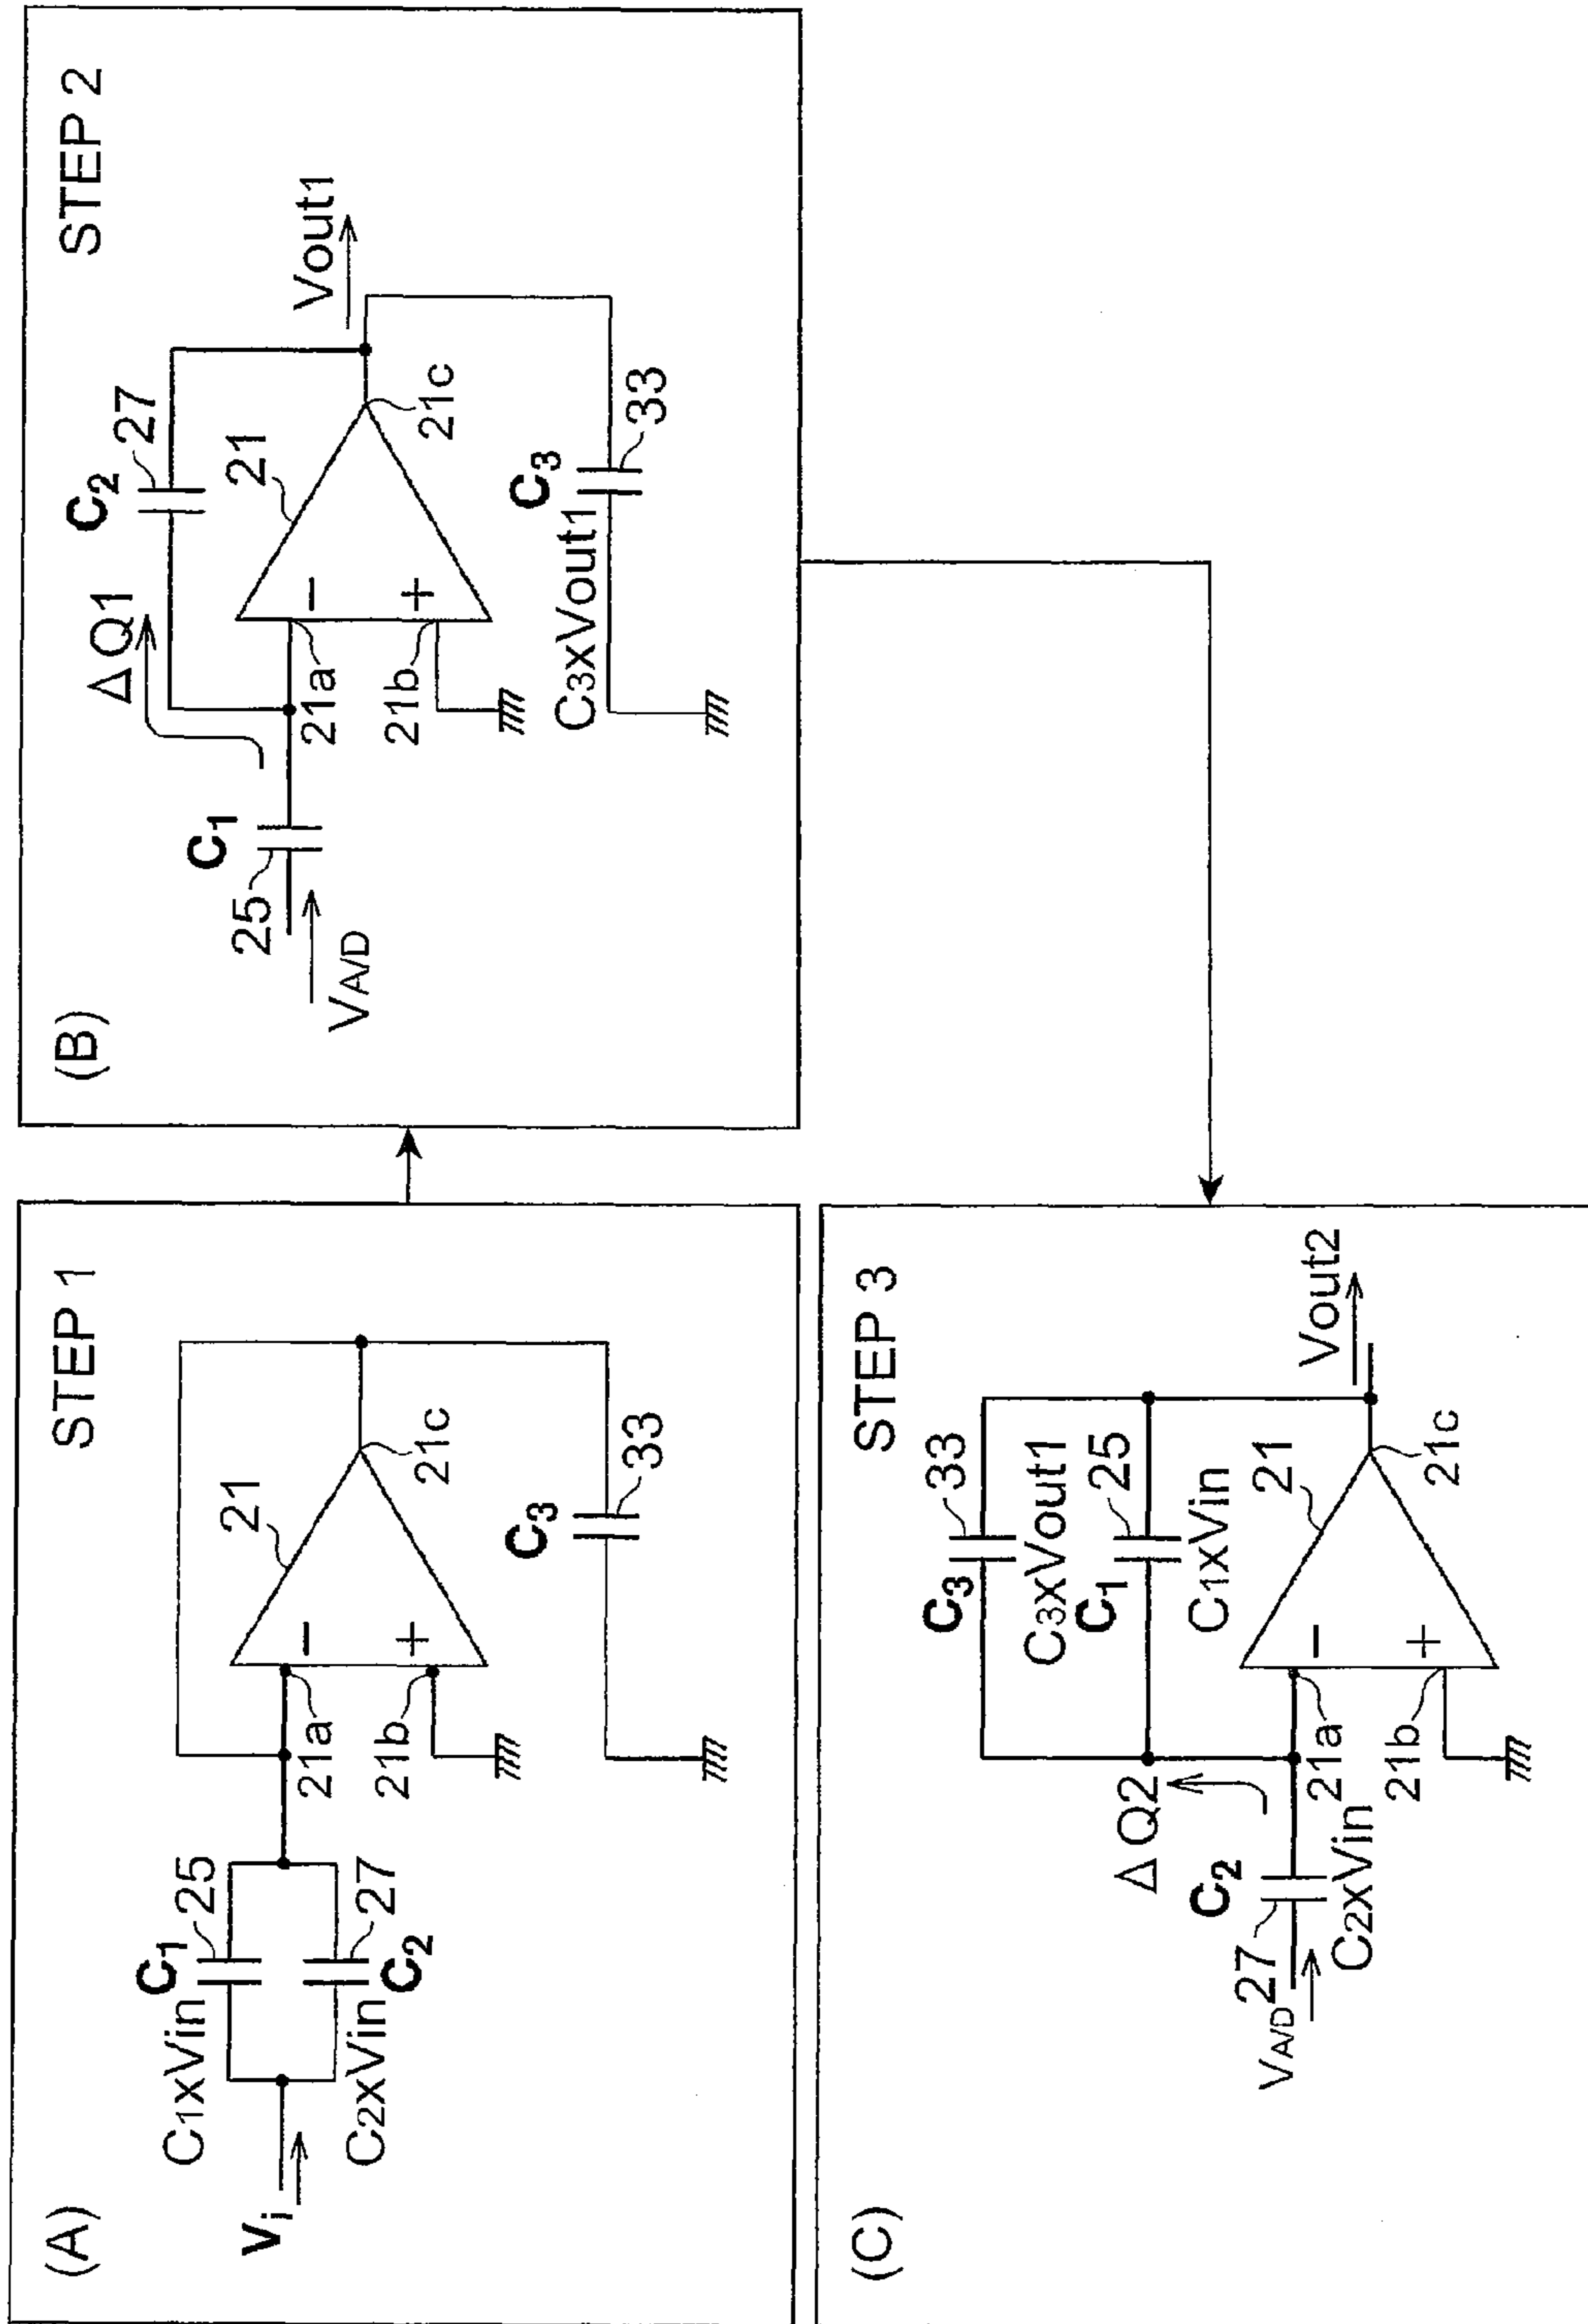 (A)
STEP 1
C1
25
C1xVin
Vi
27
C2xVin
C2
21
21a
21b
21c
−
+
C3
33
(B)
STEP 2
ΔQ1
C2
27
C1
25
VA/D
21
Vout1
21a
21b
21c
−
+
C3
33
C3xVout1
(C)
STEP 3
C3
33
C3xVout1
C1
25
C1xVin
Vout2
ΔQ2
C2
27
VA/D
C2xVin
21
21a
21b
21c
−
+